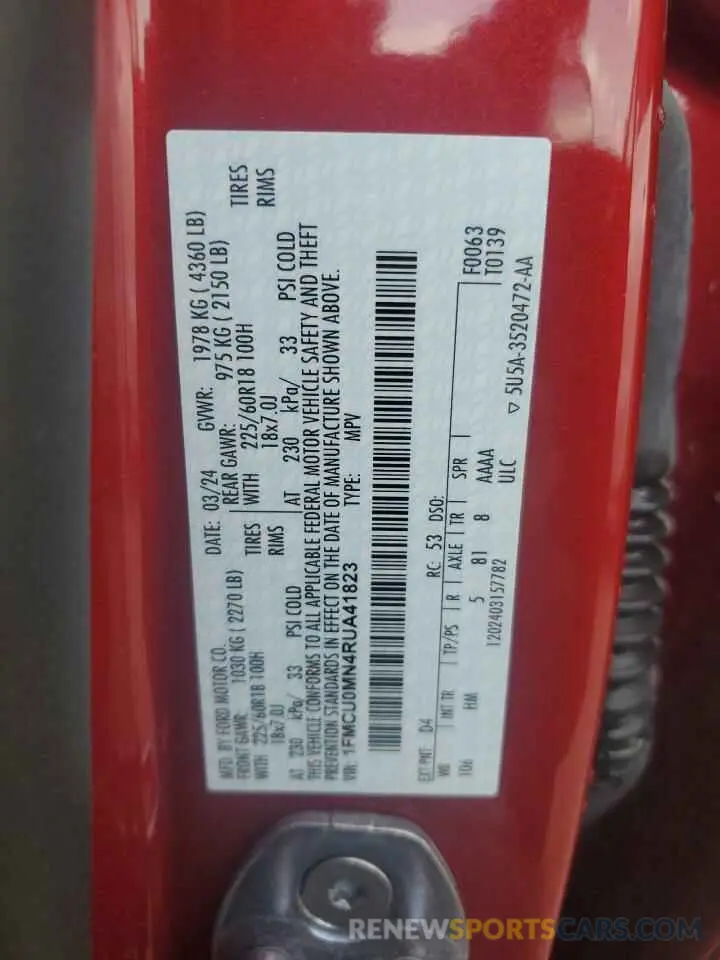 MFD. BY FORD MOTOR CO. DATE: 03/24 GVWR: 1978 KG ( 4360 LB)
FRONT GAWR: 1030 KG ( 2270 LB) REAR GAWR: 975 KG ( 2150 LB)
WITH 225/60R18 100H TIRES WITH 225/60R18 100H TIRES
18x7.0J RIMS 18x7.0J RIMS
AT 230 kPa/ 33 PSI COLD AT 230 kPa/ 33 PSI COLD
THIS VEHICLE CONFORMS TO ALL APPLICABLE FEDERAL MOTOR VEHICLE SAFETY AND THEFT
PREVENTION STANDARDS IN EFFECT ON THE DATE OF MANUFACTURE SHOWN ABOVE.
VIN: 1FMCU0MN4RUA41823 TYPE: MPV
EXT PNT: D4 RC: 53 DSO: F0063
WB INT TR TP/PS R AXLE TR SPR T0139
106 HM 5 81 8 AAAA
1202403157782 ULC ▽ 5U5A-3520472-AA
RENEWSPORTSCARS.COM